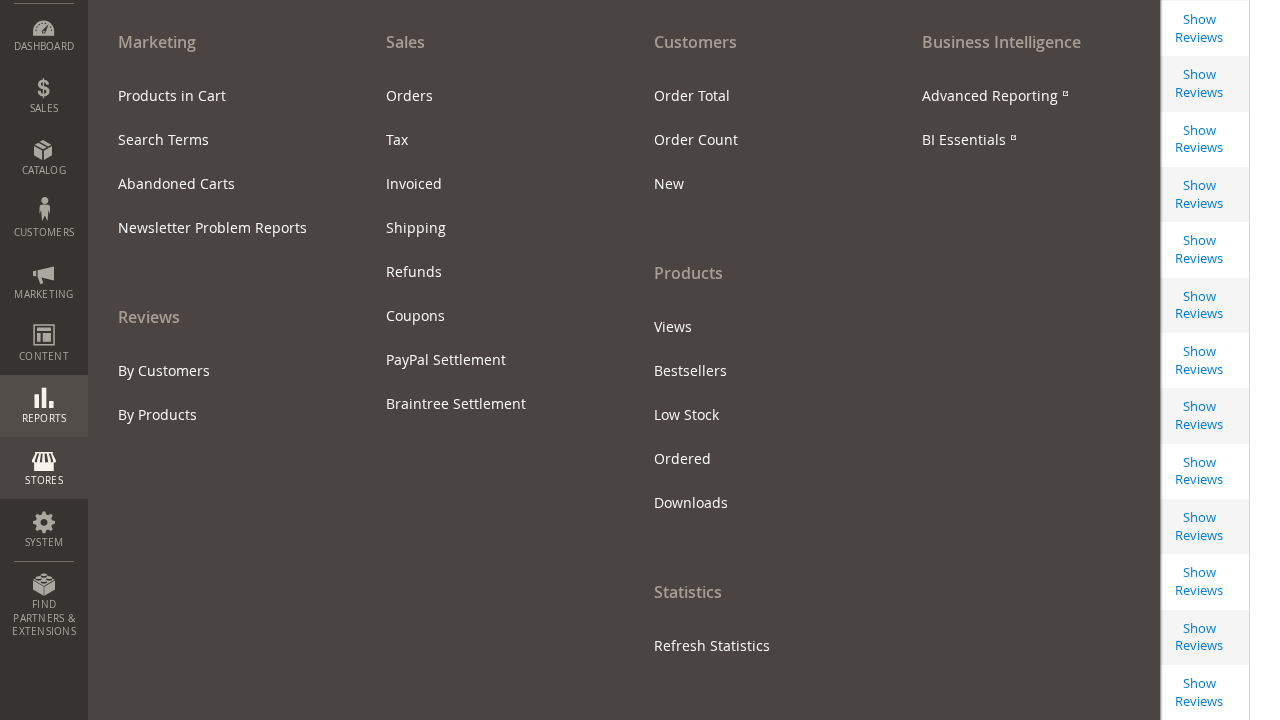 DASHBOARD
SALES
CATALOG
CUSTOMERS
MARKETING
CONTENT
REPORTS
STORES
SYSTEM
FIND
PARTNERS &
EXTENSIONS
Marketing
Products in Cart
Search Terms
Abandoned Carts
Newsletter Problem Reports
Reviews
By Customers
By Products
Sales
Orders
Tax
Invoiced
Shipping
Refunds
Coupons
PayPal Settlement
Braintree Settlement
Customers
Order Total
Order Count
New
Products
Views
Bestsellers
Low Stock
Ordered
Downloads
Statistics
Refresh Statistics
Business Intelligence
Advanced Reporting
BI Essentials
Show
Reviews
Show
Reviews
Show
Reviews
Show
Reviews
Show
Reviews
Show
Reviews
Show
Reviews
Show
Reviews
Show
Reviews
Show
Reviews
Show
Reviews
Show
Reviews
Show
Reviews